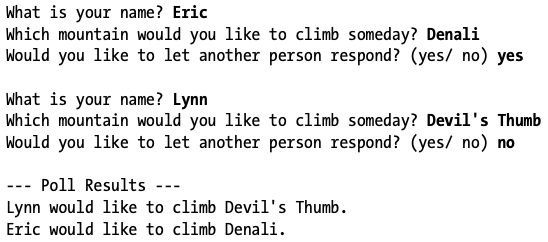 What is your name? Eric
Which mountain would you like to climb someday? Denali
Would you like to let another person respond? (yes/ no) yes
What is your name? Lynn
Which mountain would you like to climb someday? Devil's Thumb
Would you like to let another person respond? (yes/ no) no
--- Poll Results ---
Lynn would like to climb Devil's Thumb.
Eric would like to climb Denali.